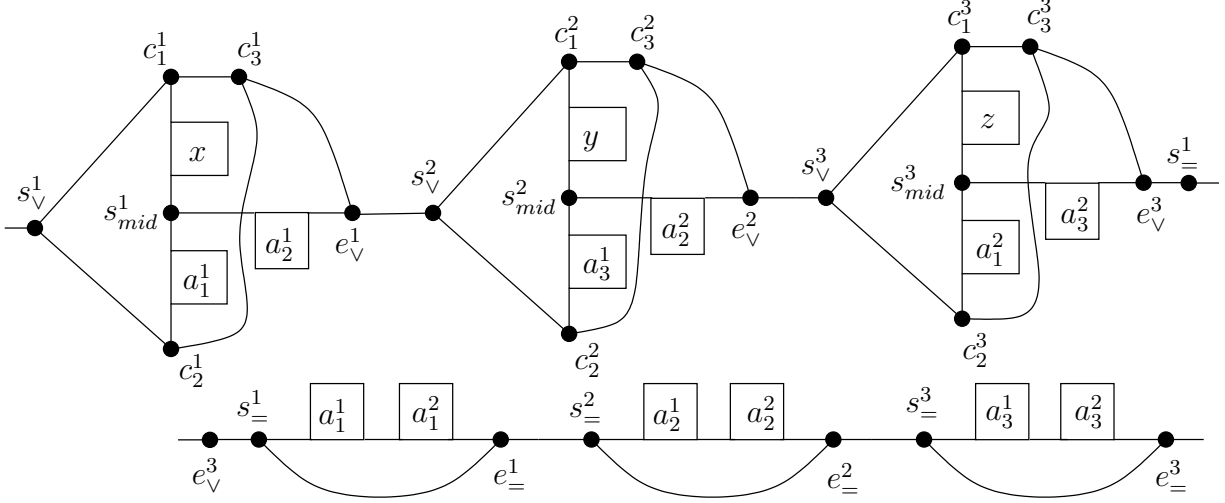 c_1^1 c_3^1 c_1^2 c_3^2 c_1^3 c_3^3
x y z
s_∨^1 s_mid^1 s_∨^2 s_mid^2 s_∨^3 s_mid^3 s_=^1
a_1^1 a_2^1 e_∨^1 a_3^1 a_2^2 e_∨^2 a_1^2 a_3^2 e_∨^3
c_2^1 c_2^2 c_2^3
s_=^1 a_1^1 a_1^2 s_=^2 a_2^1 a_2^2 s_=^3 a_3^1 a_3^2
e_∨^3 e_=^1 e_=^2 e_=^3